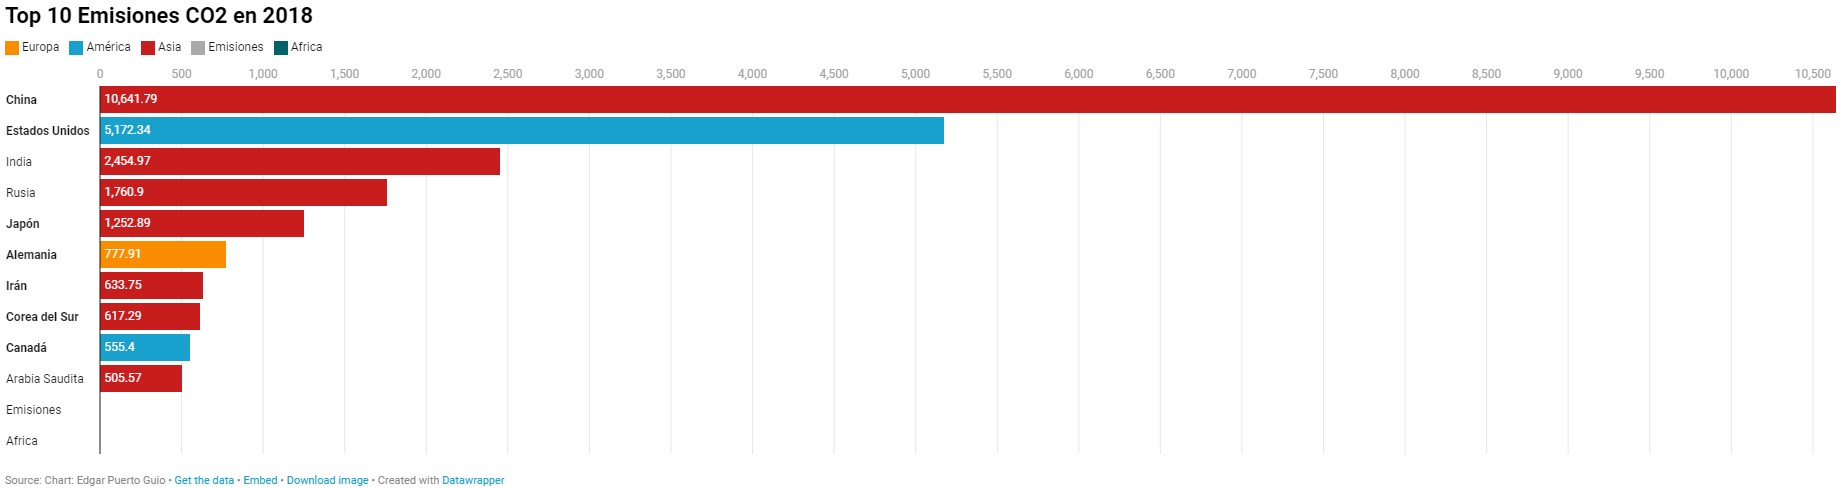 Top 10 Emisiones CO2 en 2018
Europa América Asia Emisiones Africa
0 500 1,000 1,500 2,000 2,500 3,000 3,500 4,000 4,500 5,000 5,500 6,000 6,500 7,000 7,500 8,000 8,500 9,000 9,500 10,000 10,500
China 10,641.79
Estados Unidos 5,172.34
India 2,454.97
Rusia 1,760.9
Japón 1,252.89
Alemania 777.91
Irán 633.75
Corea del Sur 617.29
Canadá 555.4
Arabia Saudita 505.57
Emisiones
Africa
Source: Chart: Edgar Puerto Guio • Get the data • Embed • Download image • Created with Datawrapper